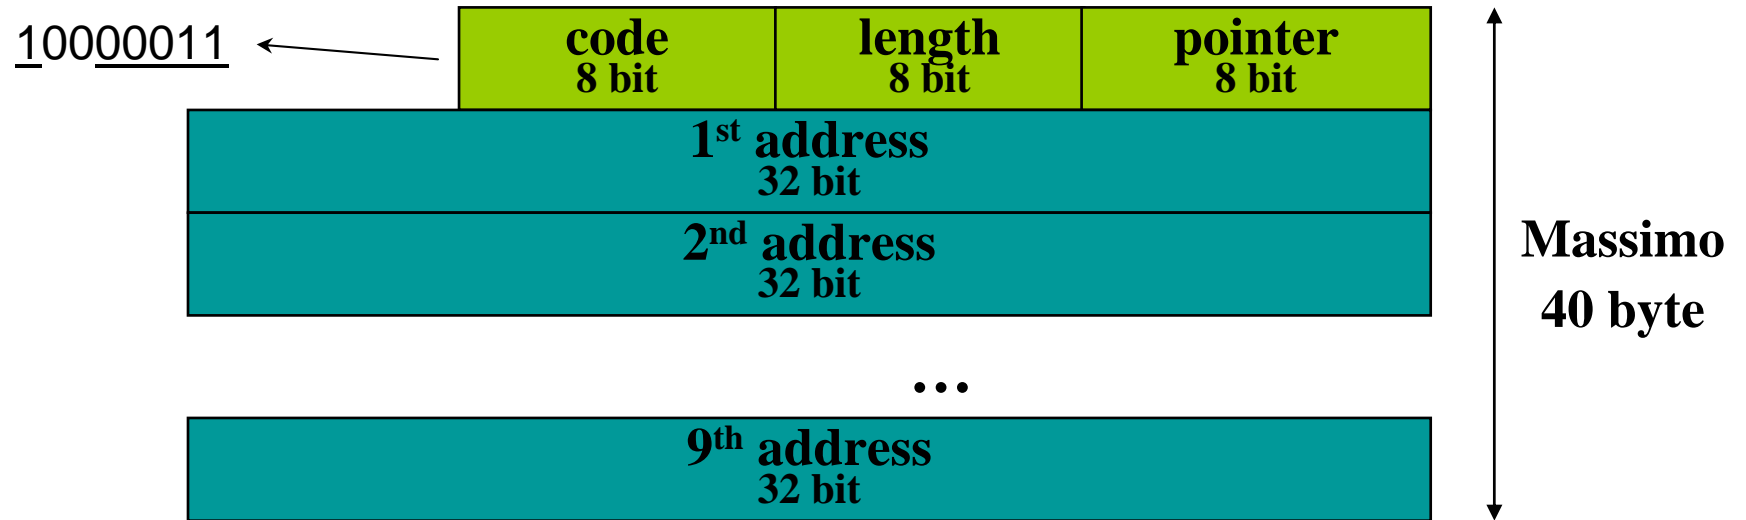 10000011
code length pointer
8 bit 8 bit 8 bit
1st address
32 bit
2nd address
32 bit
Massimo
40 byte
...
9th address
32 bit